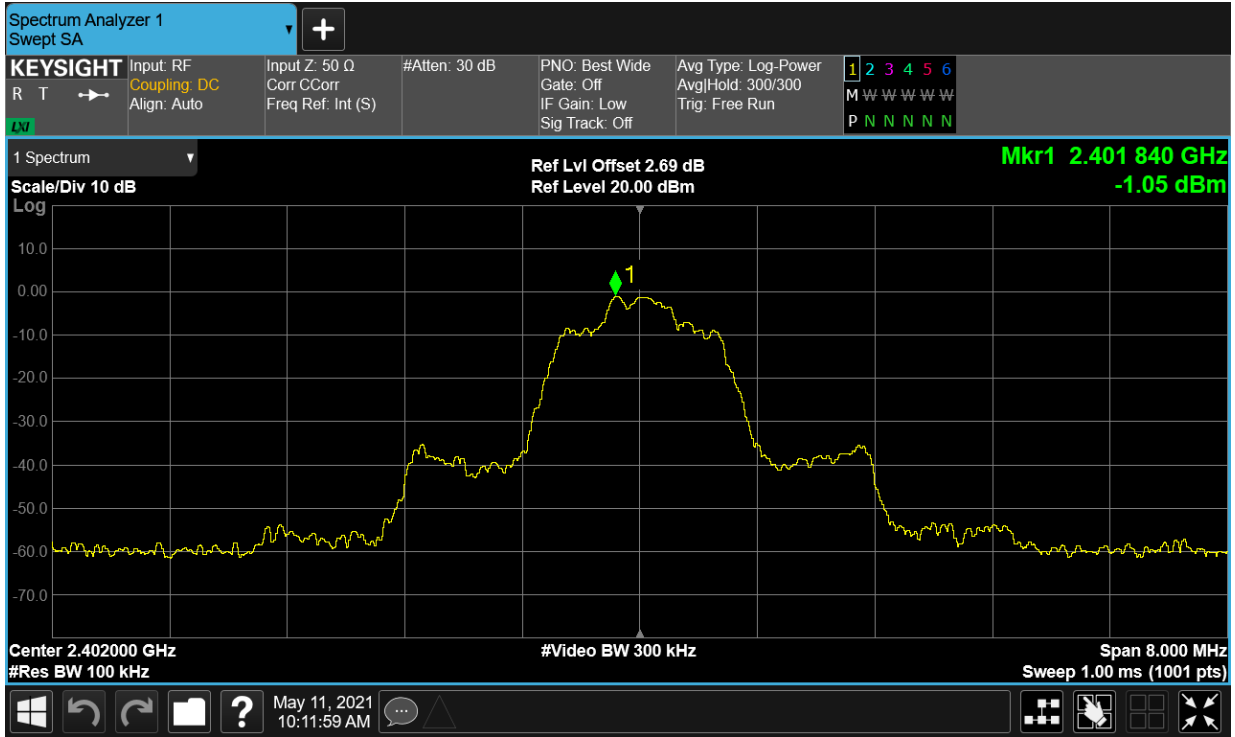 Spectrum Analyzer 1
Swept SA
KEYSIGHT
R T
LXI
Input: RF
Coupling: DC
Align: Auto
Input Z: 50 Ω
Corr CCorr
Freq Ref: Int (S)
#Atten: 30 dB
PNO: Best Wide
Gate: Off
IF Gain: Low
Sig Track: Off
Avg Type: Log-Power
Avg|Hold: 300/300
Trig: Free Run
1 2 3 4 5 6
M W W W W W
P N N N N N
1 Spectrum
Scale/Div 10 dB
Log
Ref Lvl Offset 2.69 dB
Ref Level 20.00 dBm
Mkr1 2.401 840 GHz
-1.05 dBm
10.0
1
0.00
-10.0
-20.0
-30.0
-40.0
-50.0
-60.0
-70.0
Center 2.402000 GHz
#Res BW 100 kHz
#Video BW 300 kHz
Span 8.000 MHz
Sweep 1.00 ms (1001 pts)
?
May 11, 2021
10:11:59 AM